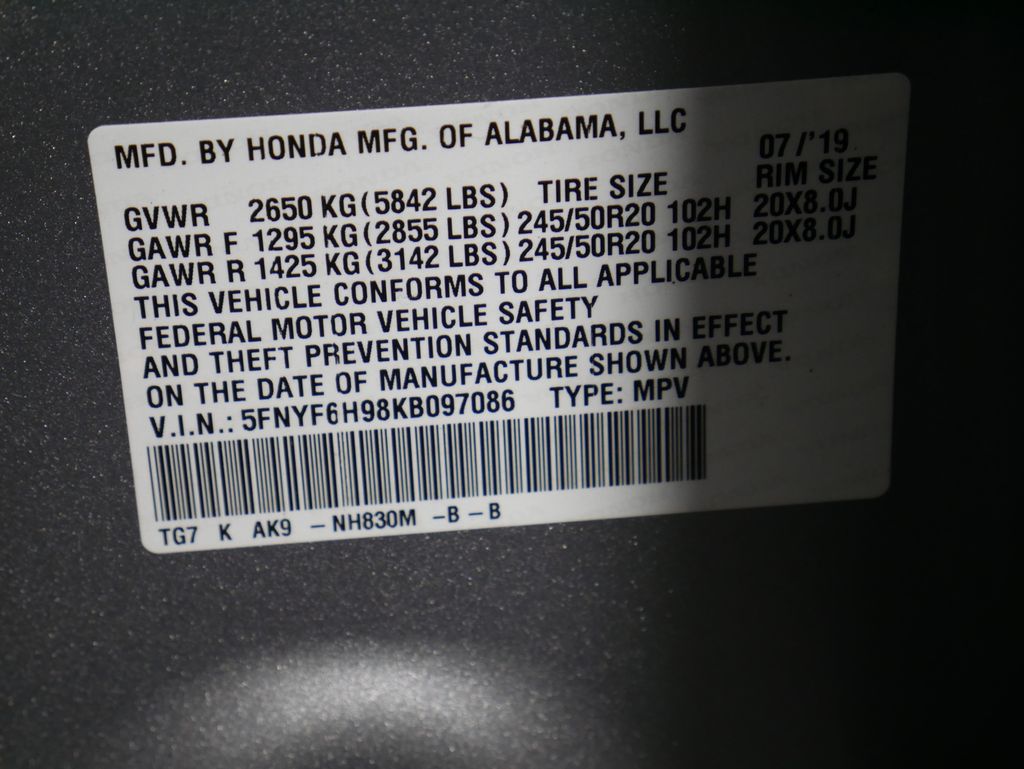 MFD. BY HONDA MFG. OF ALABAMA, LLC 07/'19
GVWR 2650 KG(5842 LBS) TIRE SIZE RIM SIZE
GAWR F 1295 KG(2855 LBS) 245/50R20 102H 20X8.0J
GAWR R 1425 KG(3142 LBS) 245/50R20 102H 20X8.0J
THIS VEHICLE CONFORMS TO ALL APPLICABLE
FEDERAL MOTOR VEHICLE SAFETY
AND THEFT PREVENTION STANDARDS IN EFFECT
ON THE DATE OF MANUFACTURE SHOWN ABOVE.
V.I.N.: 5FNYF6H98KB097086 TYPE: MPV
TG7 K AK9 -NH830M -B-B